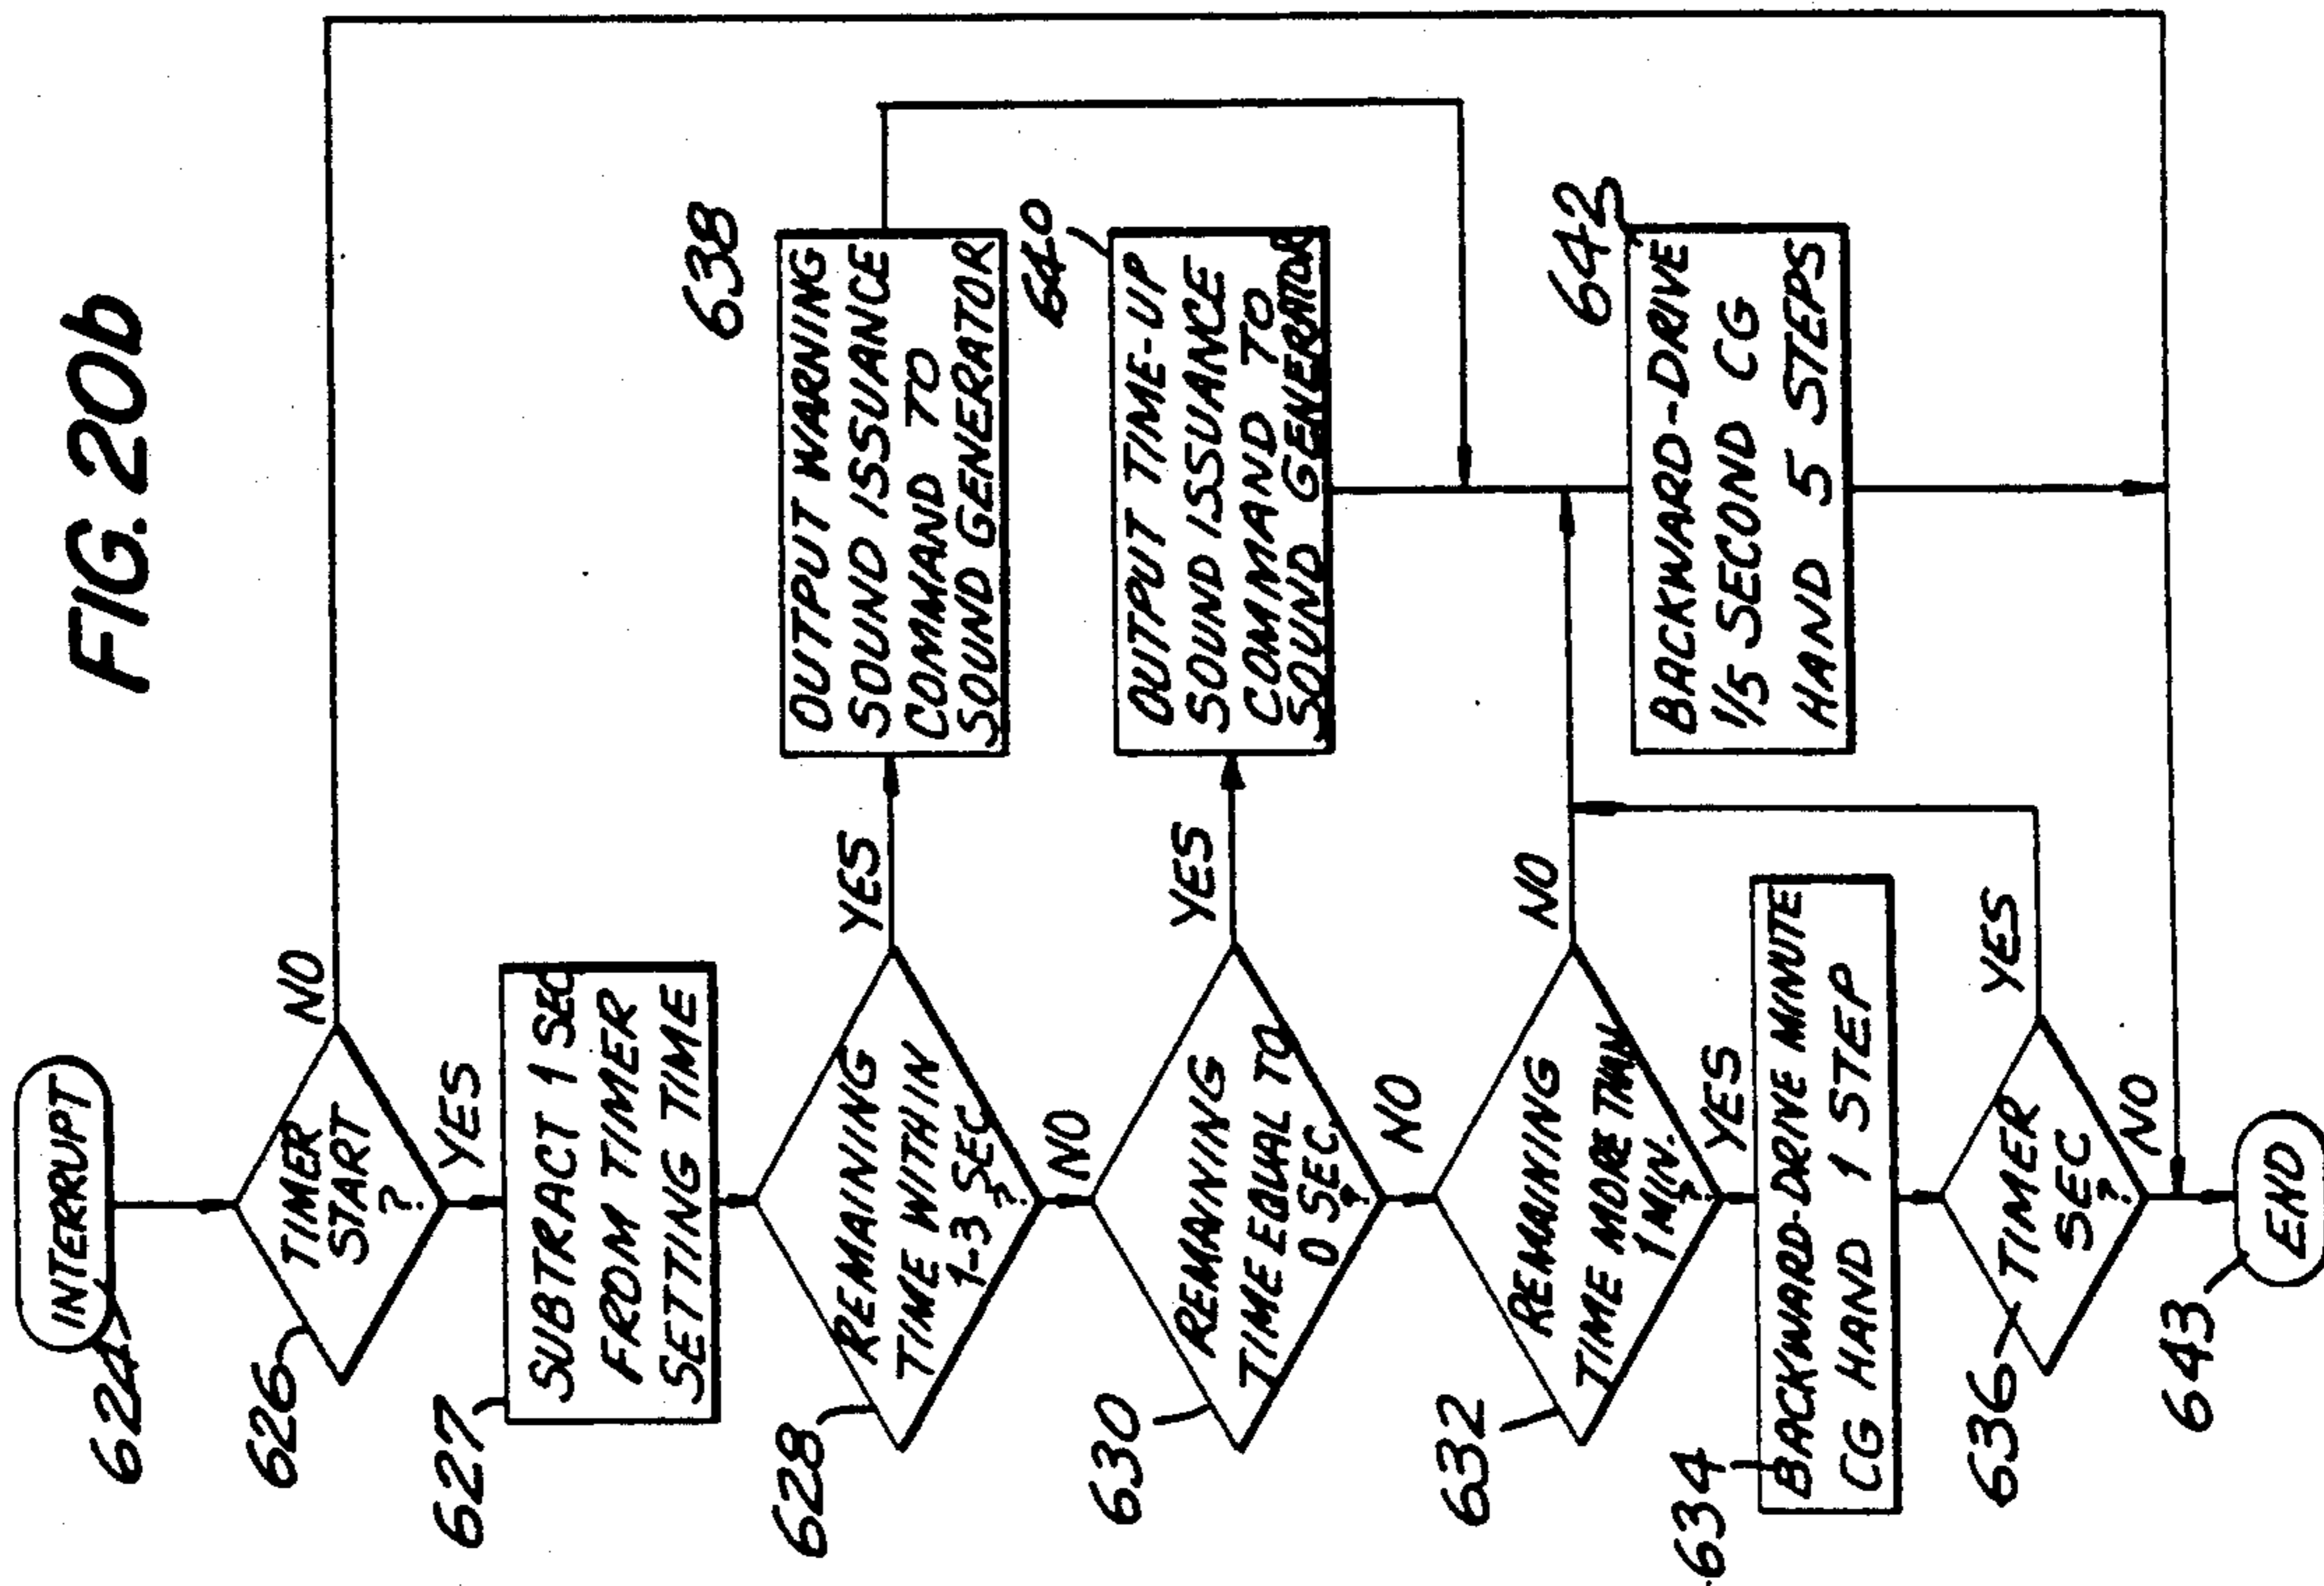 FIG. 20b
INTERRUPT
624
TIMER
START
?
626
NO
YES
SUBTRACT 1 SEC
FROM TIMER
SETTING TIME
627
REMAINING
TIME WITHIN
1-3 SEC
?
628
YES
NO
OUTPUT WARNING
SOUND ISSUANCE
COMMAND TO
SOUND GENERATOR
638
REMAINING
TIME EQUAL TO
0 SEC
?
630
YES
NO
OUTPUT TIME-UP
SOUND ISSUANCE
COMMAND TO
SOUND GENERATOR
640
REMAINING
TIME MORE THAN
1 MIN.
?
632
NO
YES
BACKWARD-DRIVE
1/5 SECOND CG
HAND 5 STEPS
642
BACKWARD-DRIVE MINUTE
CG HAND 1 STEP
634
TIMER
SEC
?
636
YES
NO
END
643